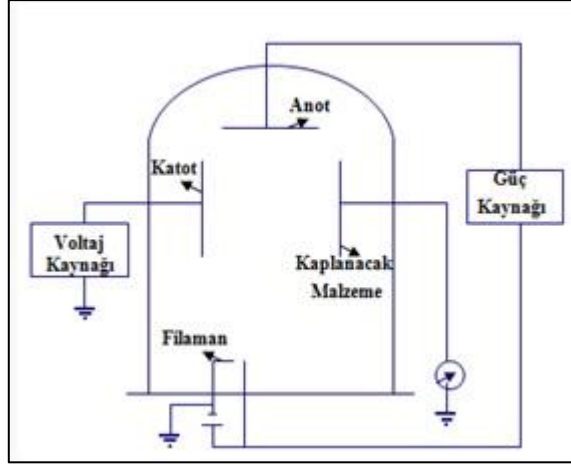 Anot
Katot
Güç
Kaynağı
Voltaj
Kaynağı
Kaplanacak
Malzeme
Filaman